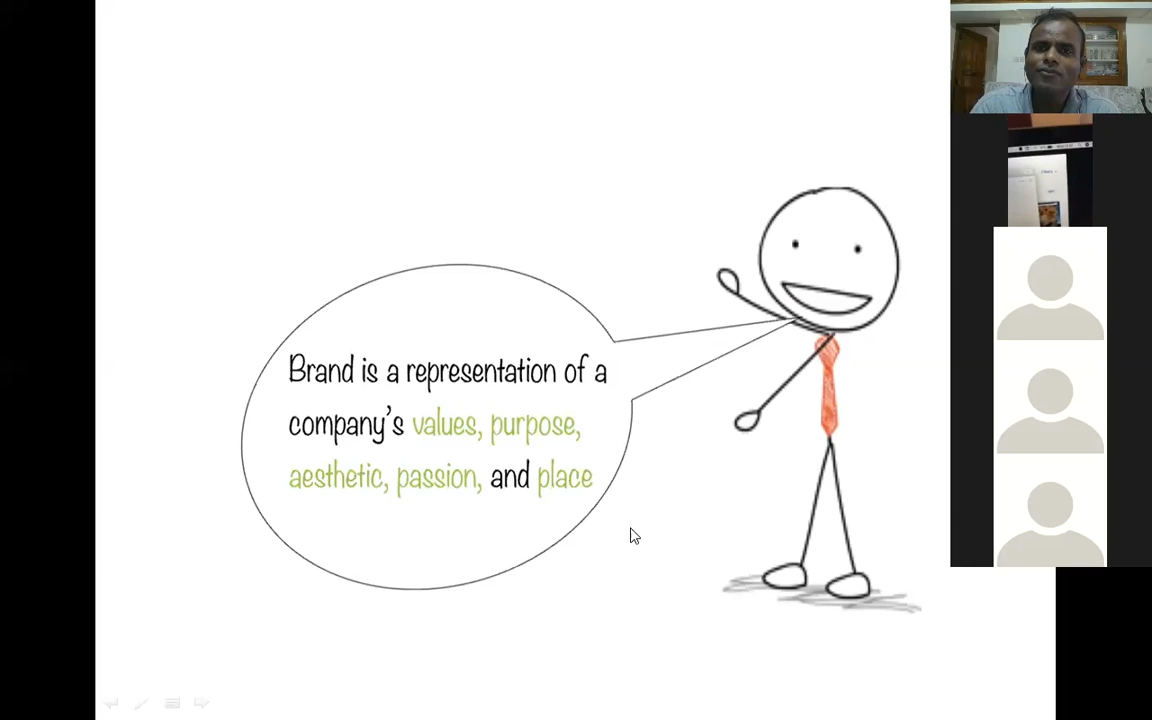 Brand is a representation of a
company's values, purpose,
aesthetic, passion, and place